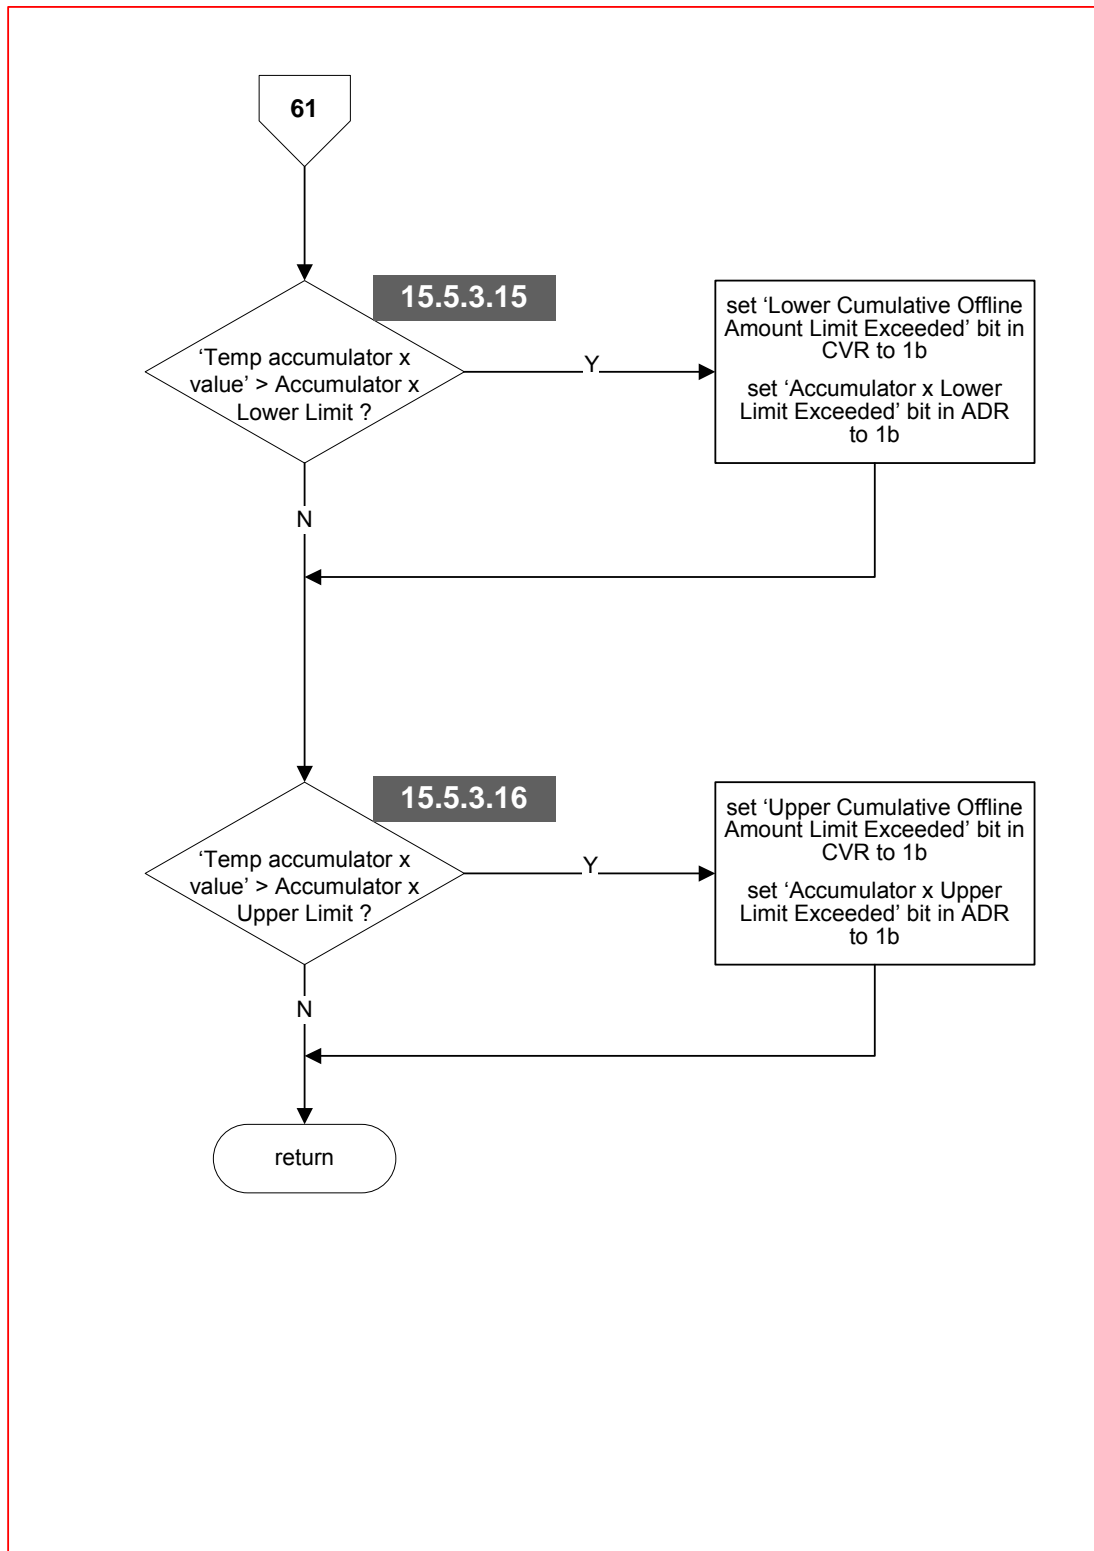 61
15.5.3.15
‘Temp accumulator x
value’ > Accumulator x
Lower Limit ?
Y
set ‘Lower Cumulative Offline
Amount Limit Exceeded’ bit in
CVR to 1b
set ‘Accumulator x Lower
Limit Exceeded’ bit in ADR
to 1b
N
15.5.3.16
‘Temp accumulator x
value’ > Accumulator x
Upper Limit ?
Y
set ‘Upper Cumulative Offline
Amount Limit Exceeded’ bit in
CVR to 1b
set ‘Accumulator x Upper
Limit Exceeded’ bit in ADR
to 1b
N
return